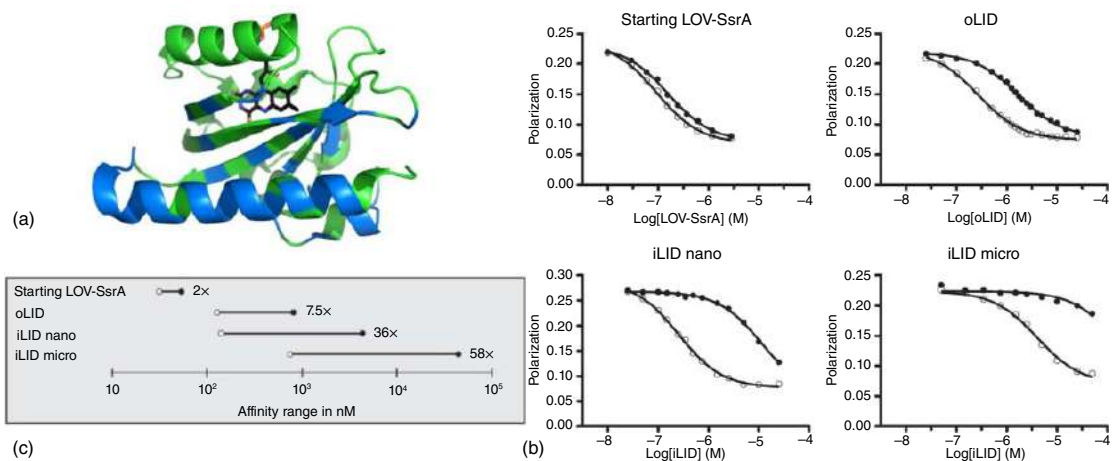 (a)
Starting LOV-SsrA
2×
oLID
7.5×
iLID nano
36×
iLID micro
58×
10 10² 10³ 10⁴ 10⁵
Affinity range in nM
(c)
Starting LOV-SsrA
0.25
0.20
0.15
0.10
0.05
0.00
Polarization
−8 −7 −6 −5 −4
Log[LOV-SsrA] (M)
oLID
0.25
0.20
0.15
0.10
0.05
0.00
Polarization
−8 −7 −6 −5 −4
Log[oLID] (M)
iLID nano
0.30
0.25
0.20
0.15
0.10
0.05
0.00
Polarization
−8 −7 −6 −5 −4
Log[iLID] (M)
iLID micro
0.25
0.20
0.15
0.10
0.05
0.00
Polarization
−8 −7 −6 −5 −4
Log[iLID] (M)
(b)